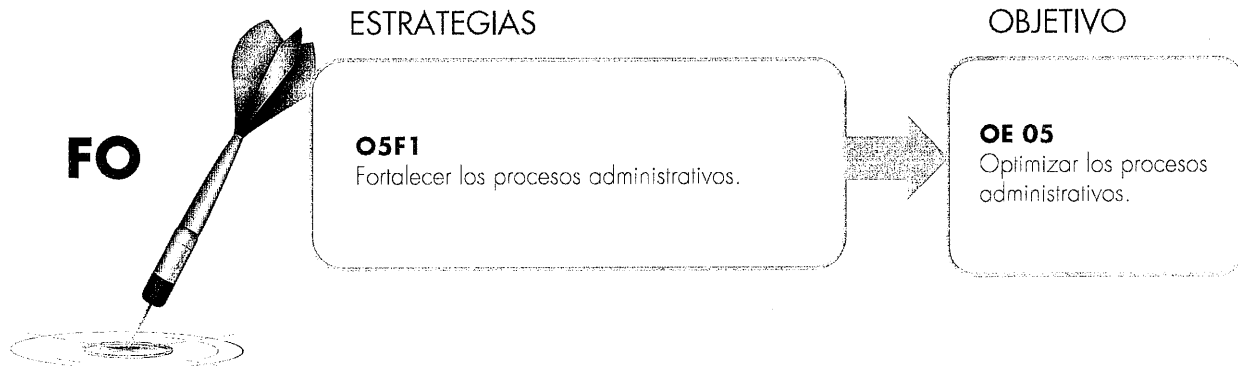 ESTRATEGIAS
OBJETIVO
FO
O5F1
Fortalecer los procesos administrativos.
OE 05
Optimizar los procesos
administrativos.